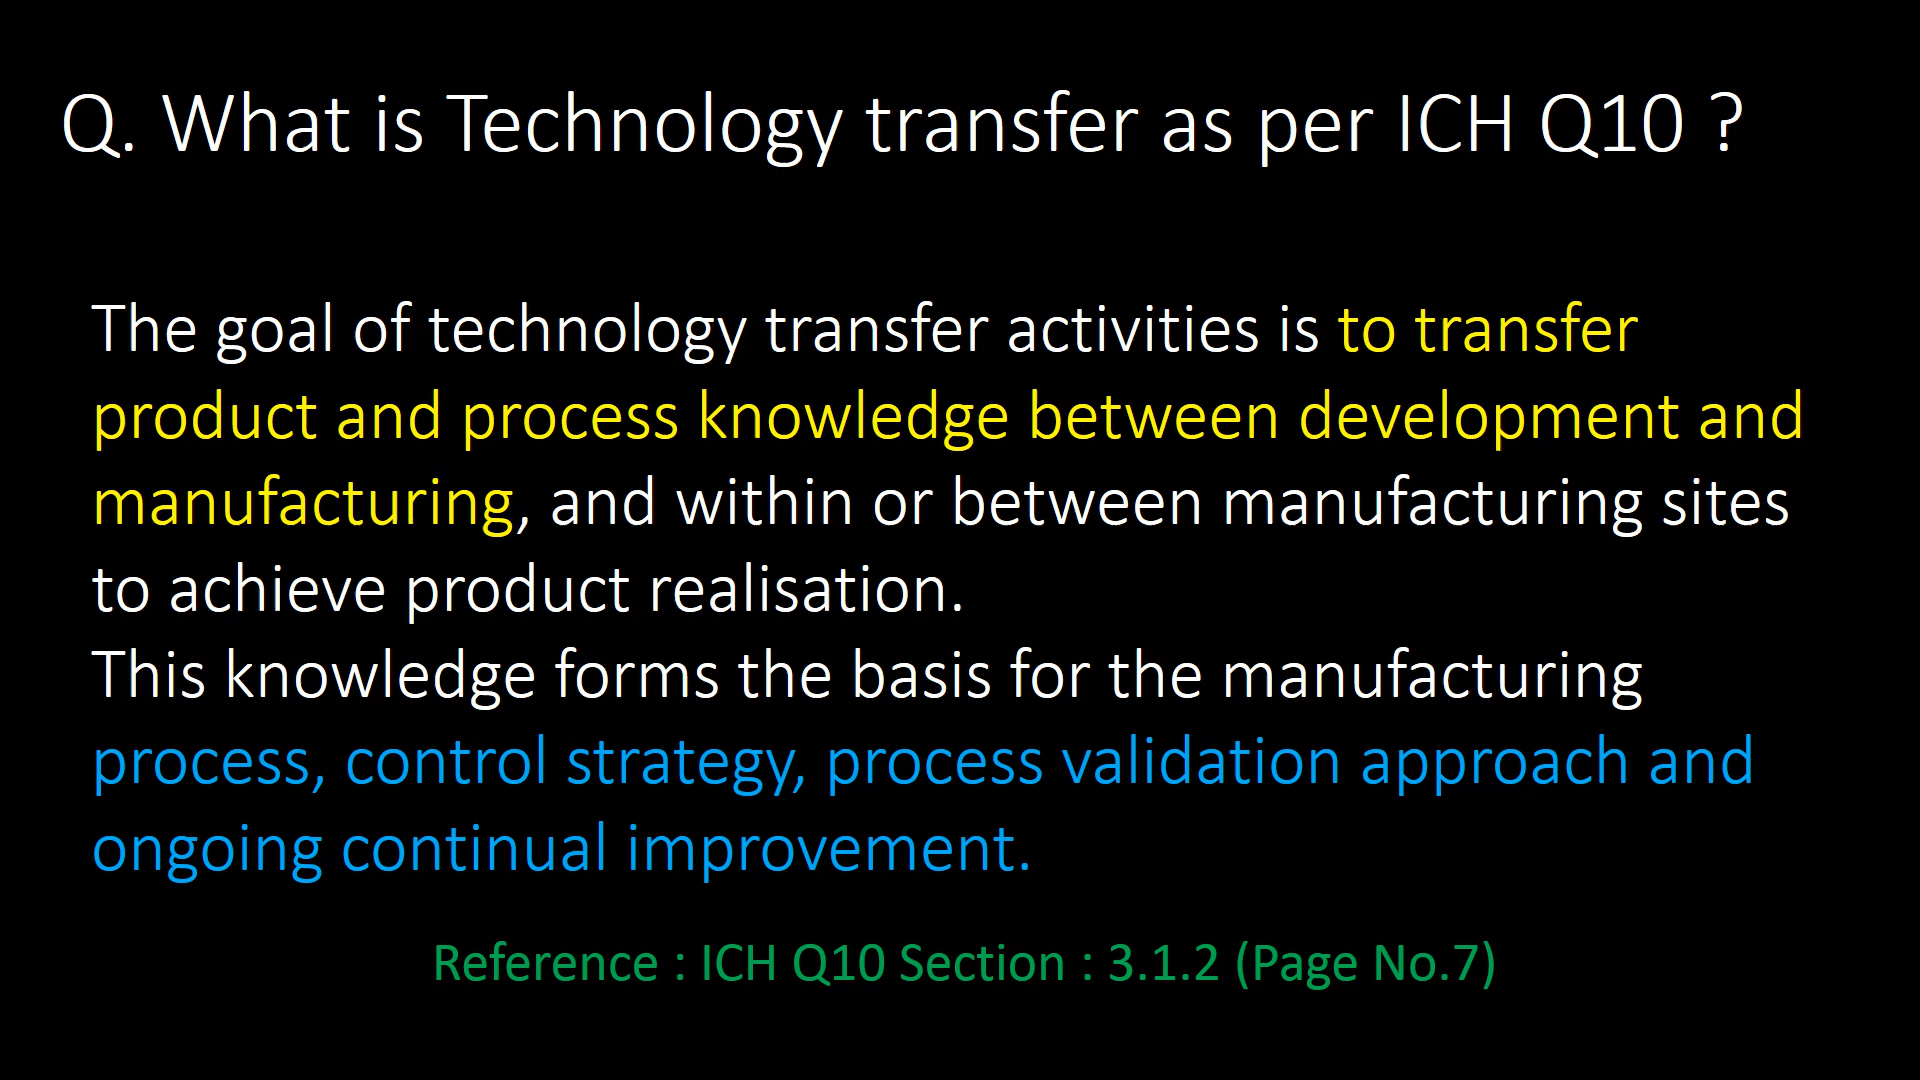 Q. What is Technology transfer as per ICH Q10 ?
The goal of technology transfer activities is to transfer
product and process knowledge between development and
manufacturing, and within or between manufacturing sites
to achieve product realisation.
This knowledge forms the basis for the manufacturing
process, control strategy, process validation approach and
ongoing continual improvement.
Reference : ICH Q10 Section : 3.1.2 (Page No.7)